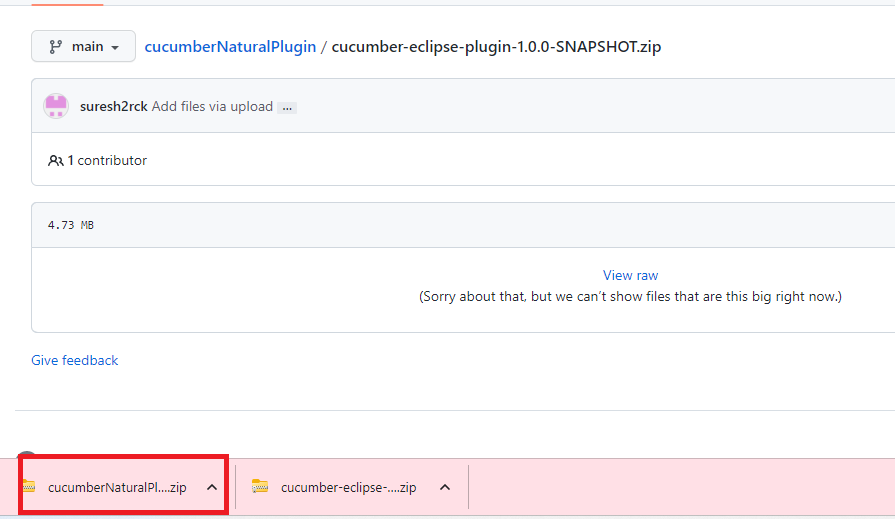 main
cucumberNaturalPlugin / cucumber-eclipse-plugin-1.0.0-SNAPSHOT.zip
suresh2rck Add files via upload ...
1 contributor
4.73 MB
View raw
(Sorry about that, but we can’t show files that are this big right now.)
Give feedback
cucumberNaturalPl....zip
cucumber-eclipse-....zip